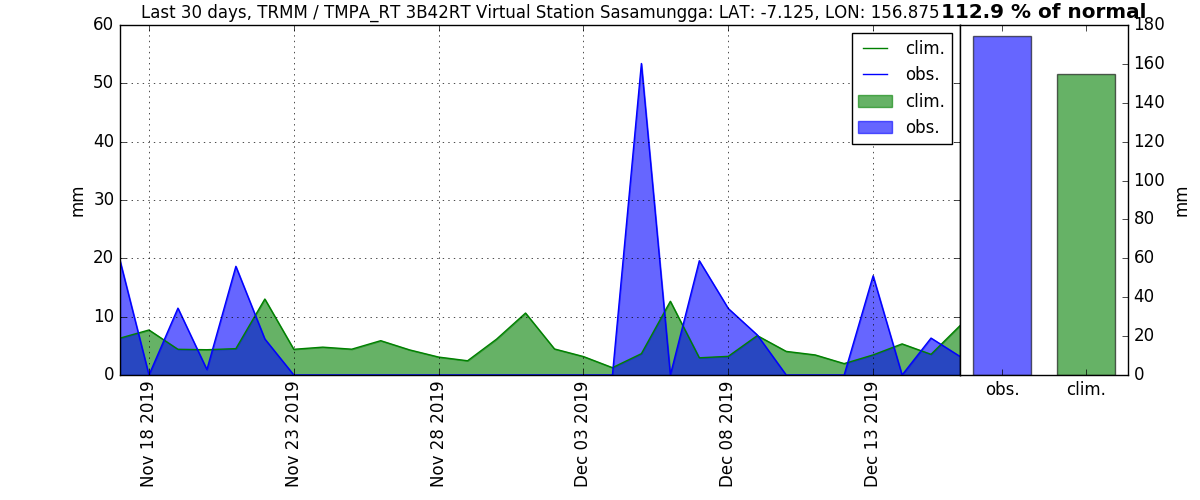 Last 30 days, TRMM / TMPA_RT 3B42RT Virtual Station Sasamungga: LAT: -7.125, LON: 156.875
112.9 % of normal
60
50
40
30
20
10
0
mm
clim.
obs.
clim.
obs.
Nov 18 2019
Nov 23 2019
Nov 28 2019
Dec 03 2019
Dec 08 2019
Dec 13 2019
180
160
140
120
100
80
60
40
20
0
mm
obs.
clim.